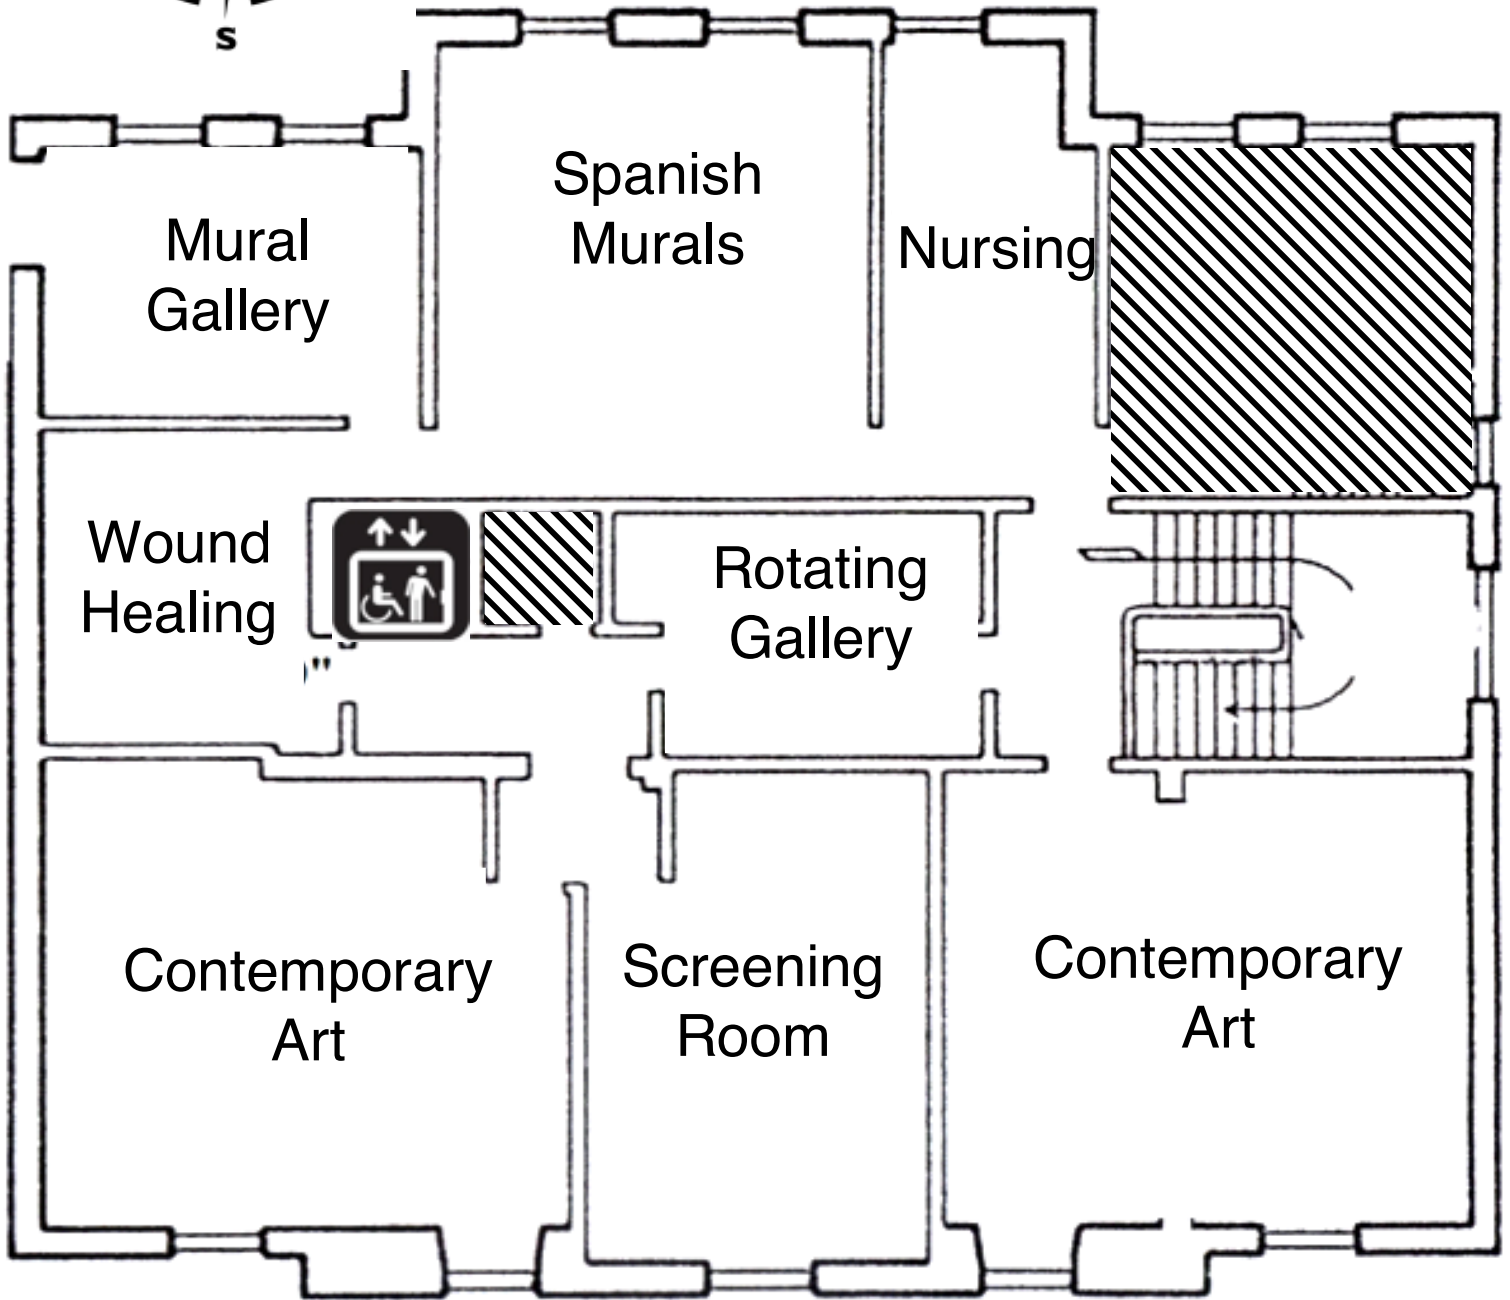 S
Spanish
Murals
Mural
Gallery
Nursing
Wound
Healing
Rotating
Gallery
"
Contemporary
Art
Screening
Room
Contemporary
Art